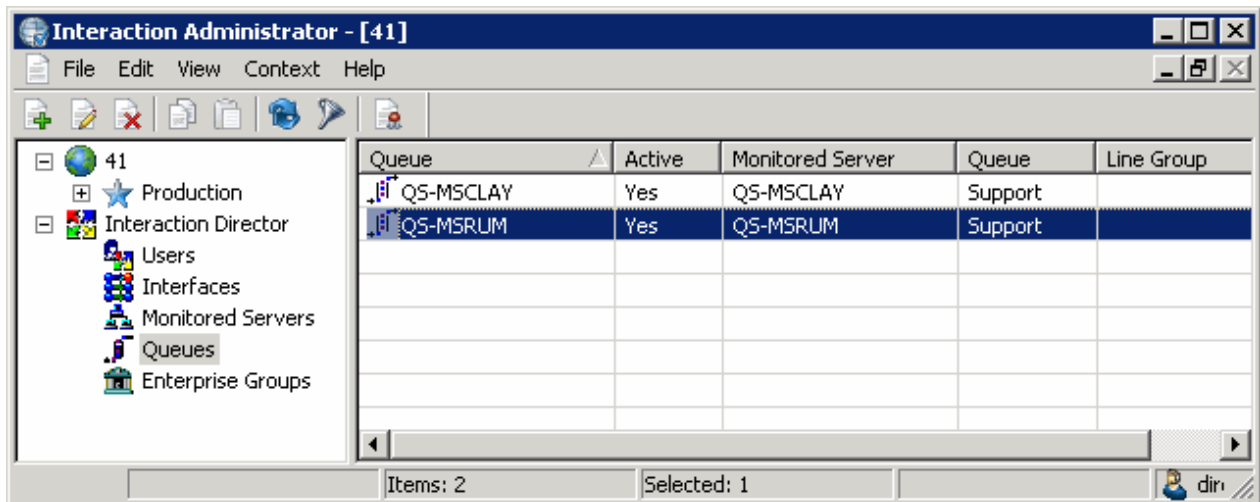 Interaction Administrator - [41]
File Edit View Context Help
41
Production
Interaction Director
Users
Interfaces
Monitored Servers
Queues
Enterprise Groups
Queue Active Monitored Server Queue Line Group
QS-MSCLAY Yes QS-MSCLAY Support
QS-MSRUM Yes QS-MSRUM Support
Items: 2 Selected: 1